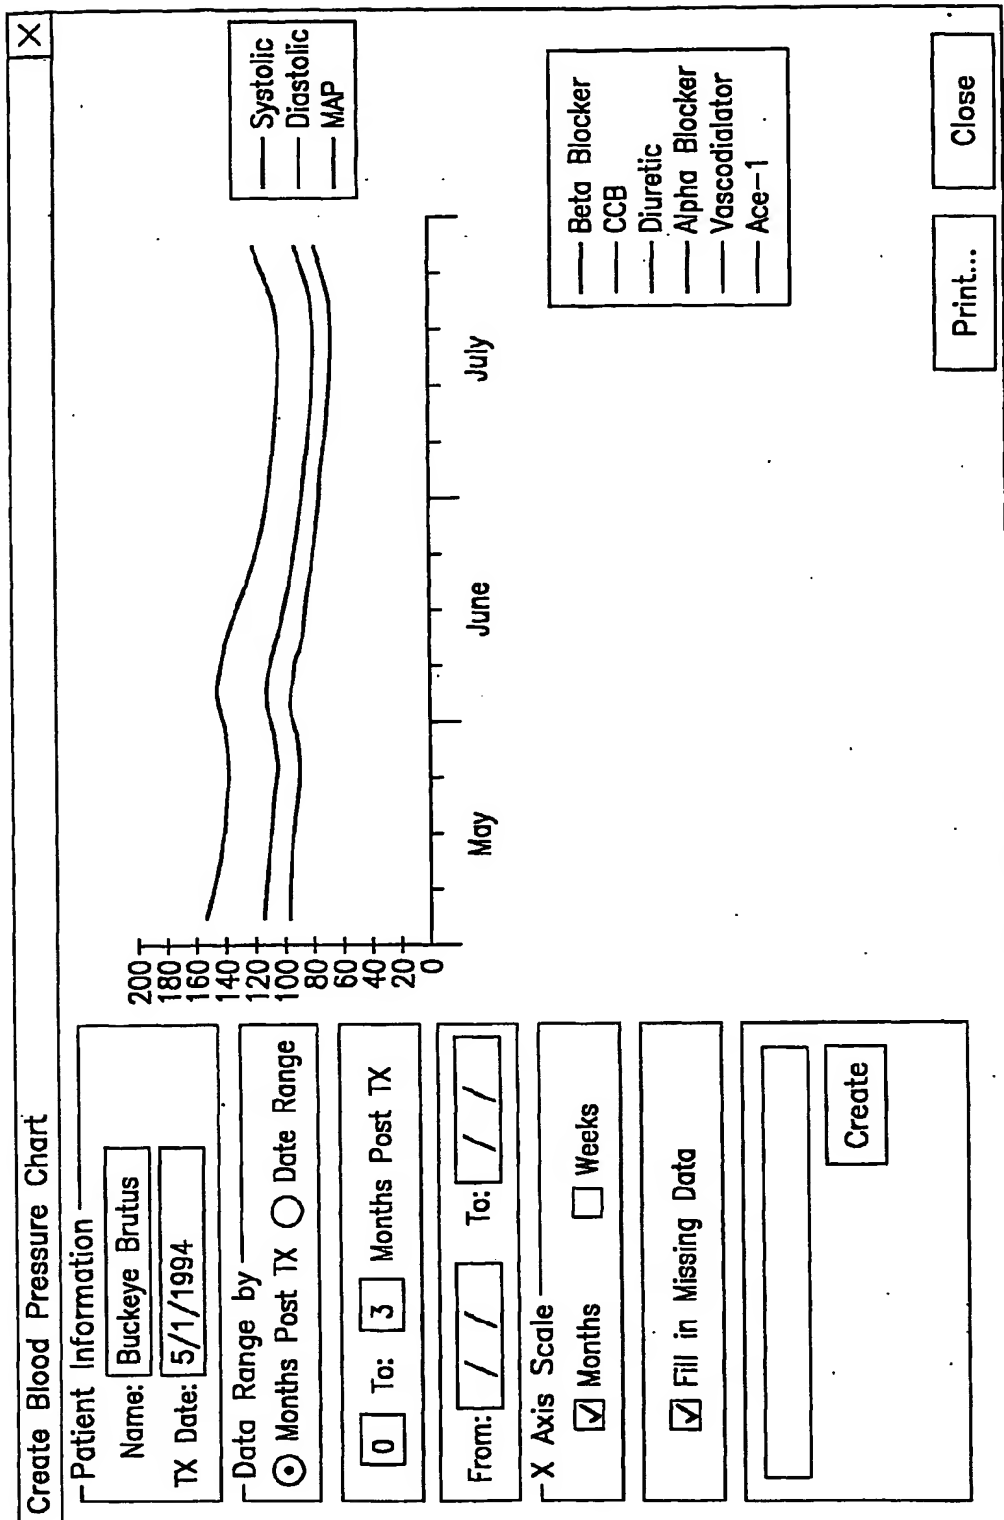 Create Blood Pressure Chart X
Patient Information
Name: Buckeye Brutus
TX Date: 5/1/1994
Data Range by
Months Post TX Date Range
0 To: 3 Months Post TX
From: / / To: / /
X Axis Scale
Months Weeks
Fill in Missing Data
Create
200
180
160
140
120
100
80
60
40
20
0
May June July
Systolic
Diastolic
MAP
Beta Blocker
CCB
Diuretic
Alpha Blocker
Vascodialator
Ace-1
Print... Close